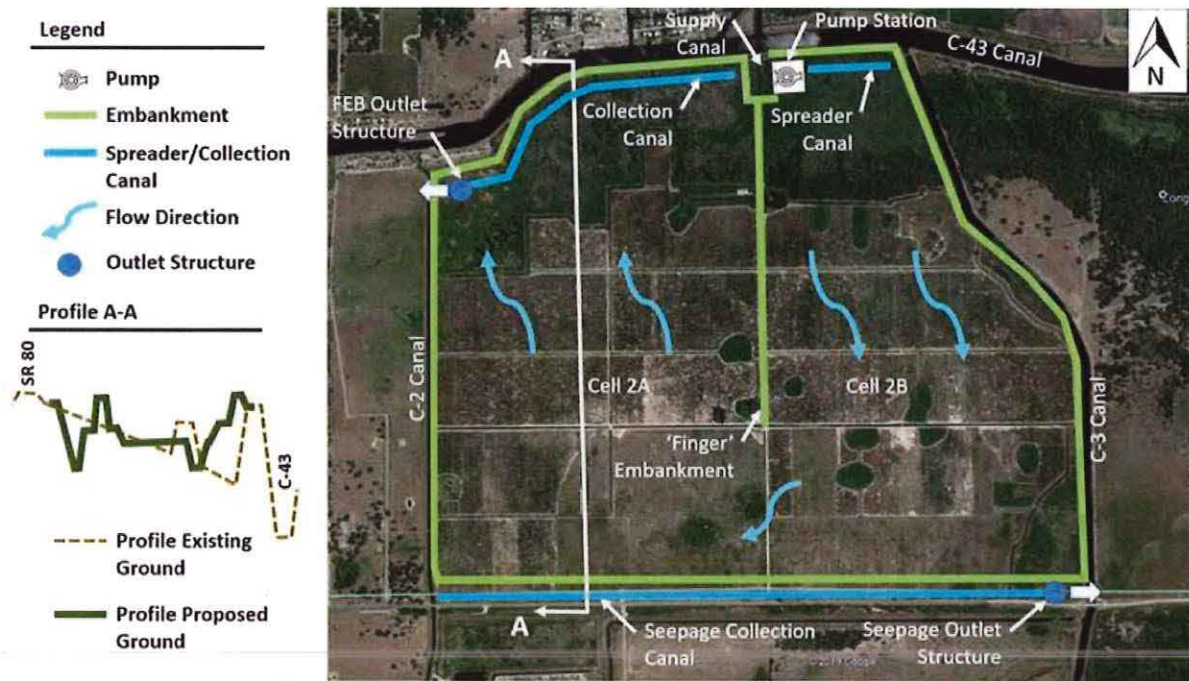 Legend
Pump
Embankment
Spreader/Collection
Canal
Flow Direction
Outlet Structure
Profile A-A
SR 80
C-43
Profile Existing
Ground
Profile Proposed
Ground
Supply
Canal
Pump Station
C-43 Canal
N
A
FEB Outlet
Structure
Collection
Canal
Spreader
Canal
C-2 Canal
Cell 2A
Cell 2B
C-3 Canal
'Finger'
Embankment
A
Seepage Collection
Canal
Seepage Outlet
Structure